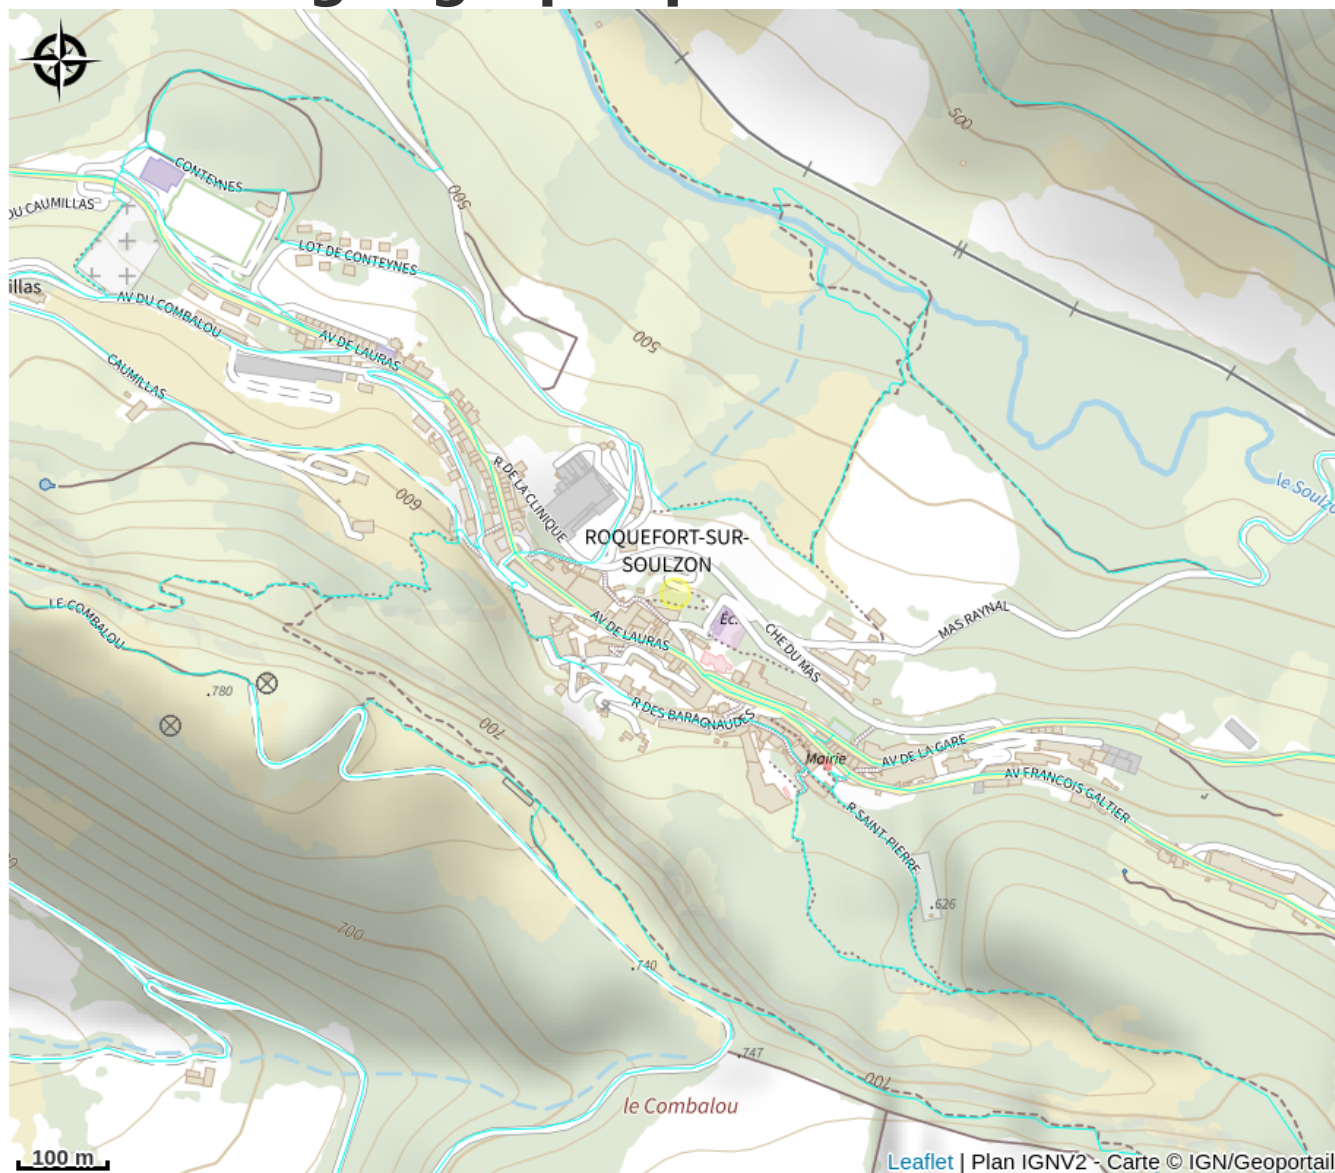 500
500
CONTEYNES
DU CAUMILLAS
LOT DE CONTEYNES
illas
AV DU COMBALOU
AV DE LAURAS
500
CAUMILLAS
R DE LA CLINIQUE
600
le Soulzo
ROQUEFORT-SUR-
SOULZON
LE COMBALOU
AV DE LAURAS
Éc.
CHE DU MAS
MAS RAYNAL
.780
700
R DES BARAGNAUDES
Mairie
AV DE LA GARE
AV FRANCOIS GALTIER
R SAINT-PIERRE
.626
700
.740
.747
700
le Combalou
100 m
Leaflet | Plan IGNV2 - Carte © IGN/Geoportail